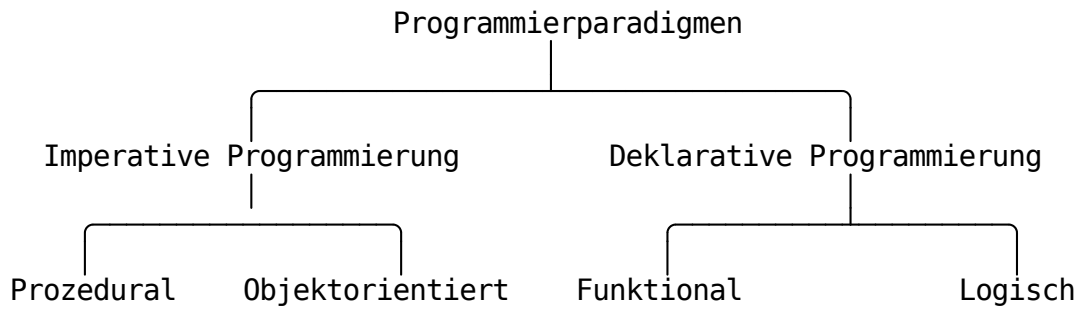 Programmierparadigmen
Imperative Programmierung Deklarative Programmierung
Prozedural Objektorientiert Funktional Logisch